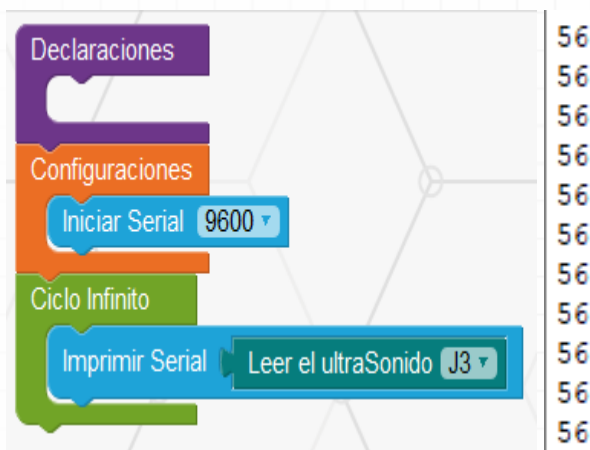 Declaraciones
Configuraciones
Iniciar Serial 9600
Ciclo Infinito
Imprimir Serial Leer el ultraSonido J3
56
56
56
56
56
56
56
56
56
56
56